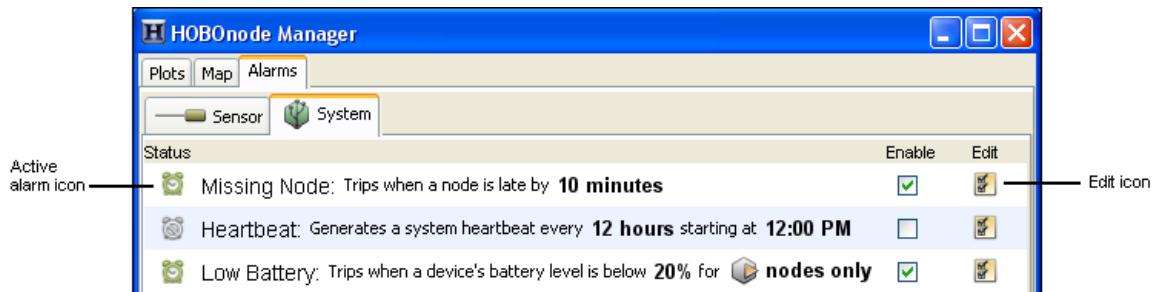 HOBOnode Manager
Plots Map Alarms
Sensor System
Status Enable Edit
Active
alarm icon
Missing Node: Trips when a node is late by 10 minutes
Edit icon
Heartbeat: Generates a system heartbeat every 12 hours starting at 12:00 PM
Low Battery: Trips when a device's battery level is below 20% for nodes only